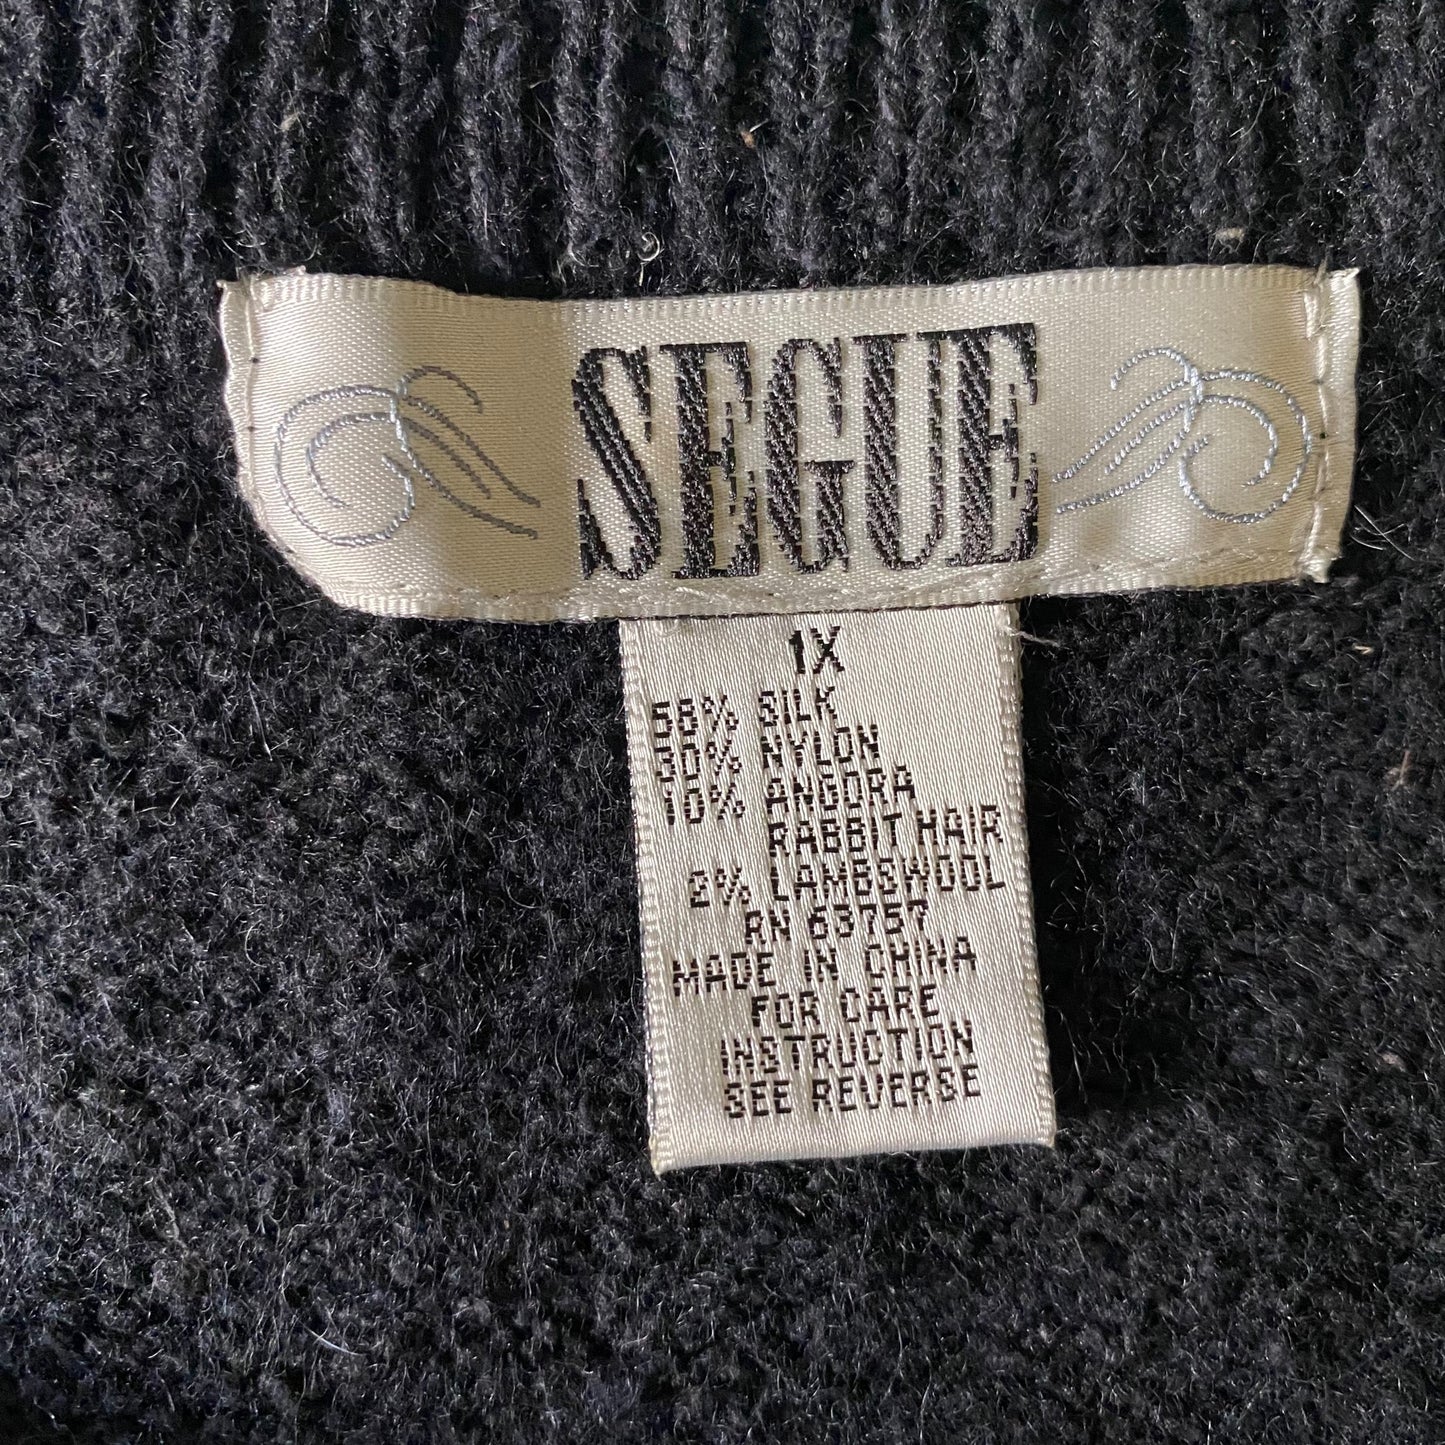 SEGUE
1X
58% SILK
30% NYLON
10% ANGORA
RABBIT HAIR
2% LAMBSWOOL
RN 63757
MADE IN CHINA
FOR CARE
INSTRUCTION
SEE REVERSE